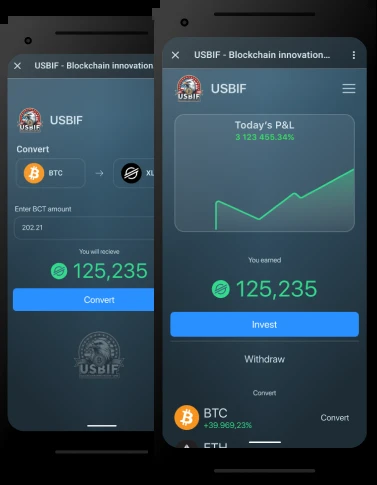 USBIF - Blockchain innovation
USBIF
USBIF
Convert
BTC
XL
Enter BCT amount
202.21
You will recieve
125,235
Convert
USBIF
USBIF - Blockchain innovation...
USBIF
USBIF
Today's P&L
3 123 455.34%
You earned
125,235
Invest
Withdraw
Convert
BTC
+39.969,23%
Convert
ETH